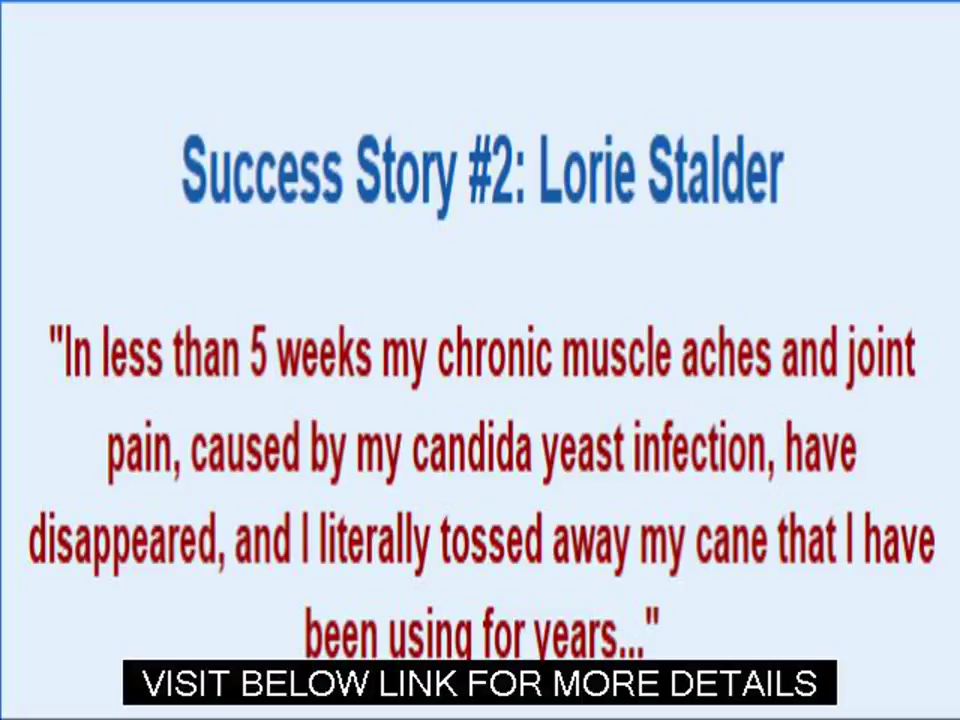 Success Story #2: Lorie Stalder
"In less than 5 weeks my chronic muscle aches and joint
pain, caused by my candida yeast infection, have
disappeared, and I literally tossed away my cane that I have
been using for years..."
VISIT BELOW LINK FOR MORE DETAILS